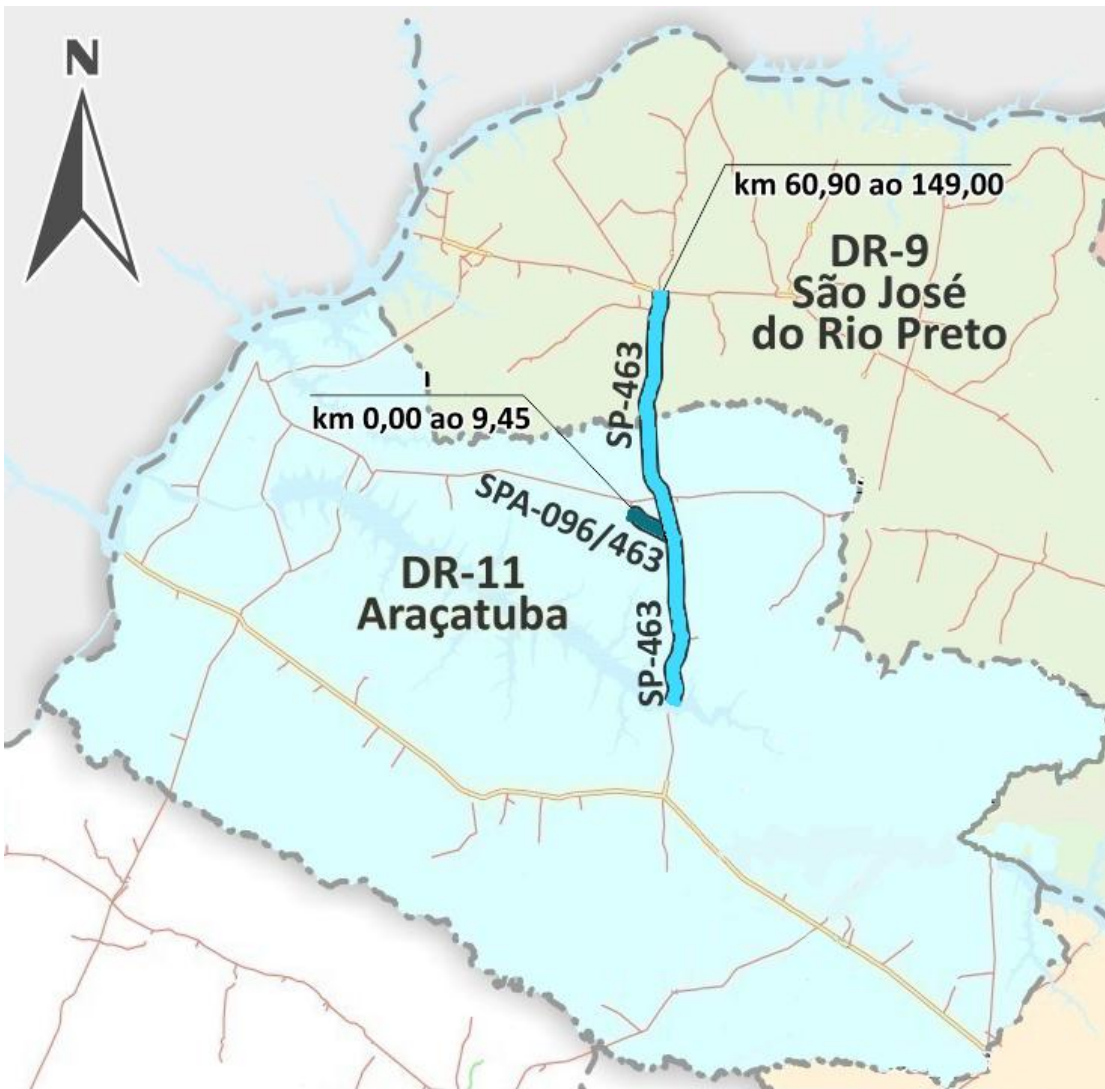 N
km 60,90 ao 149,00
DR-9
São José
do Rio Preto
SP-463
km 0,00 ao 9,45
SPA-096/463
DR-11
Araçatuba
SP-463